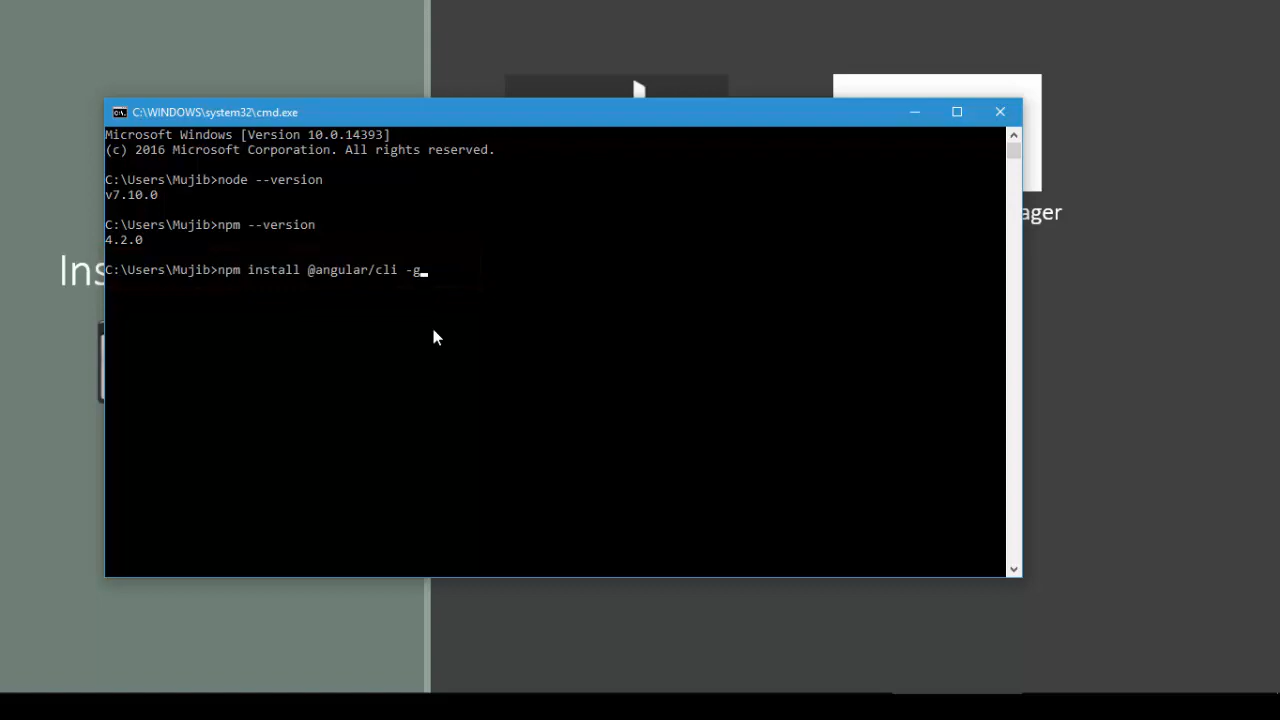 C:\WINDOWS\system32\cmd.exe
Microsoft Windows [Version 10.0.14393]
(c) 2016 Microsoft Corporation. All rights reserved.
C:\Users\Mujib>node --version
v7.10.0
C:\Users\Mujib>npm --version
4.2.0
C:\Users\Mujib>npm install @angular/cli -g
Ins
ager